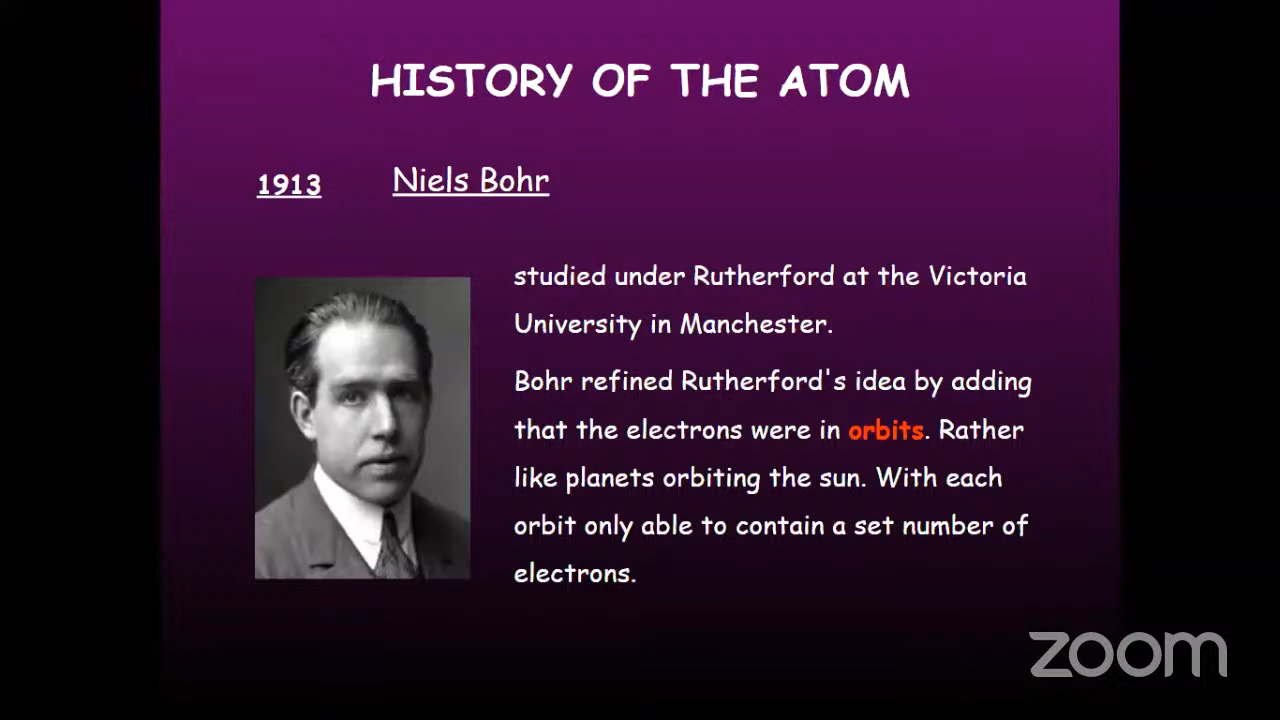 HISTORY OF THE ATOM
1913 Niels Bohr
studied under Rutherford at the Victoria
University in Manchester.
Bohr refined Rutherford's idea by adding
that the electrons were in orbits. Rather
like planets orbiting the sun. With each
orbit only able to contain a set number of
electrons.
zoom